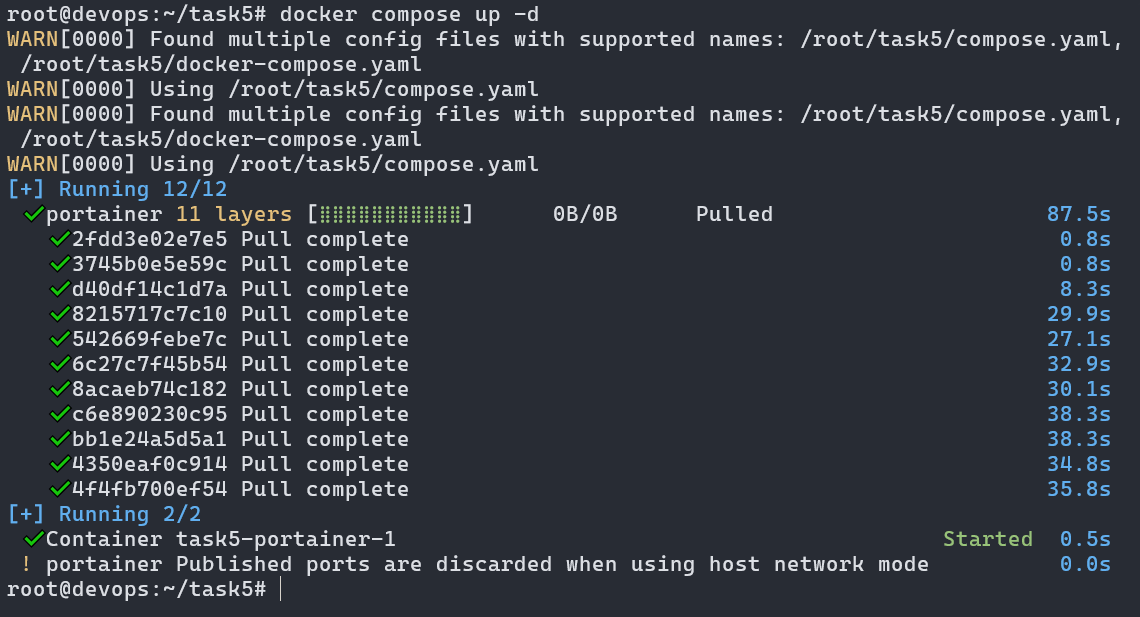 root@devops:~/task5# docker compose up -d
WARN[0000] Found multiple config files with supported names: /root/task5/compose.yaml,
 /root/task5/docker-compose.yaml
WARN[0000] Using /root/task5/compose.yaml
WARN[0000] Found multiple config files with supported names: /root/task5/compose.yaml,
 /root/task5/docker-compose.yaml
WARN[0000] Using /root/task5/compose.yaml
[+] Running 12/12
 ✔portainer 11 layers [⣿⣿⣿⣿⣿⣿⣿⣿⣿⣿⣿]      0B/0B      Pulled 87.5s
   ✔2fdd3e02e7e5 Pull complete 0.8s
   ✔3745b0e5e59c Pull complete 0.8s
   ✔d40df14c1d7a Pull complete 8.3s
   ✔8215717c7c10 Pull complete 29.9s
   ✔542669febe7c Pull complete 27.1s
   ✔6c27c7f45b54 Pull complete 32.9s
   ✔8acaeb74c182 Pull complete 30.1s
   ✔c6e890230c95 Pull complete 38.3s
   ✔bb1e24a5d5a1 Pull complete 38.3s
   ✔4350eaf0c914 Pull complete 34.8s
   ✔4f4fb700ef54 Pull complete 35.8s
[+] Running 2/2
 ✔Container task5-portainer-1 Started 0.5s
 ! portainer Published ports are discarded when using host network mode 0.0s
root@devops:~/task5#